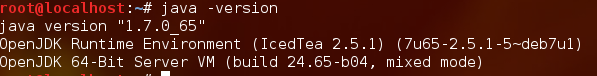 root@localhost:~# java -version
java version "1.7.0_65"
OpenJDK Runtime Environment (IcedTea 2.5.1) (7u65-2.5.1-5~deb7u1)
OpenJDK 64-Bit Server VM (build 24.65-b04, mixed mode)